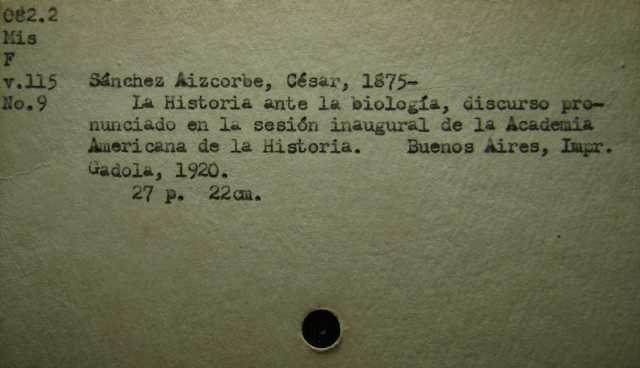 082.2
Mis
F
v.115 Sánchez Aizcorbe, César, 1875-
No.9 La Historia ante la biología, discurso pro-
nunciado en la sesión inaugural de la Academia
Americana de la Historia. Buenos Aires, Impr.
Gadola, 1920.
27 p. 22cm.